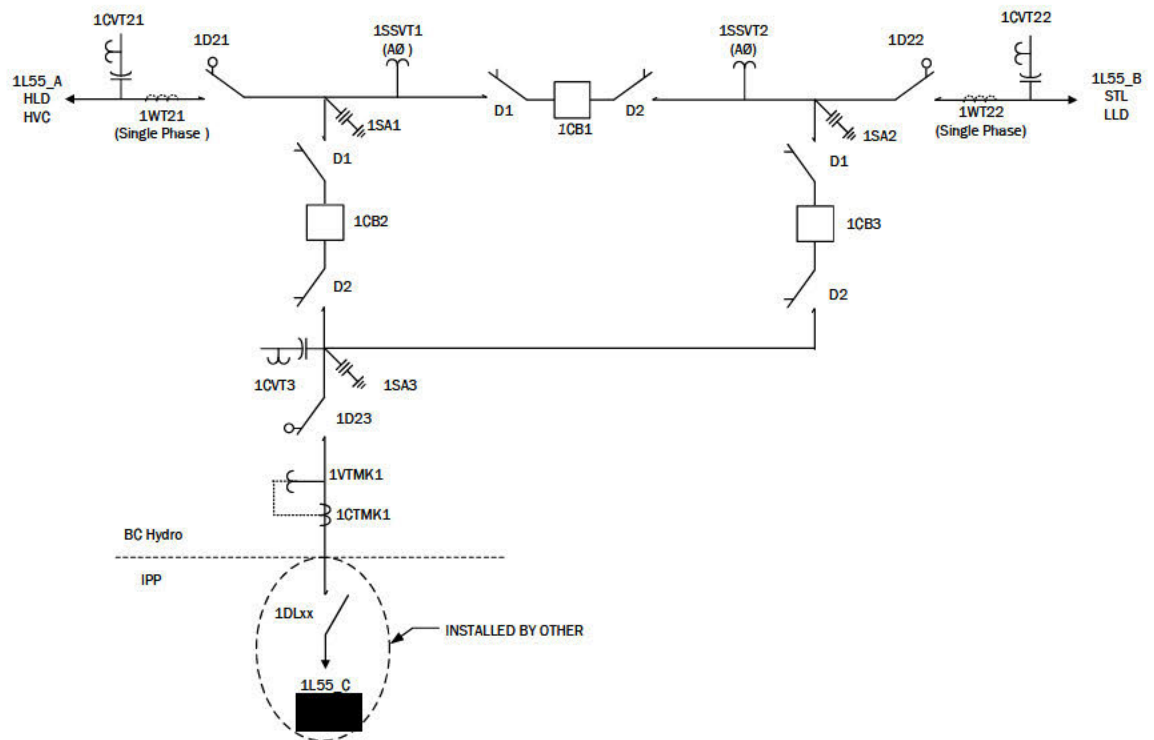 1CVT21
1D21
1SSVT1
(AØ )
1SSVT2
(AØ)
1D22
1CVT22
1L55_A
HLD
HVC
1WT21
(Single Phase )
D1
1CB1
D2
1WT22
(Single Phase)
1L55_B
STL
LLD
1SA1
1SA2
D1
D1
1CB2
1CB3
D2
D2
1CVT3
1SA3
1D23
1VTMK1
1CTMK1
BC Hydro
IPP
1DLxx
INSTALLED BY OTHER
1L55_C